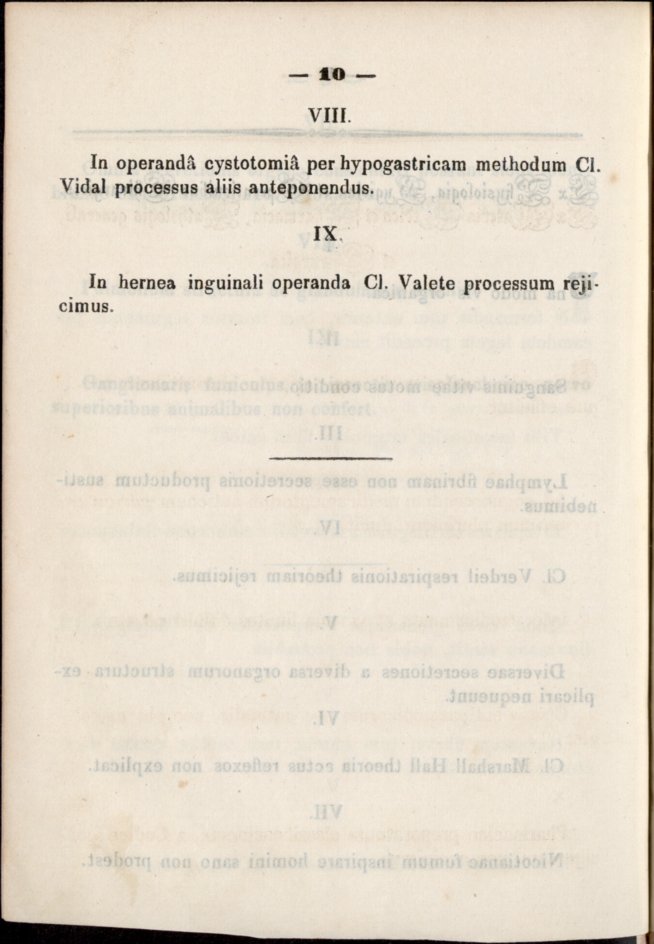 — 10 —
VIII.
In operandâ cystotomiâ per hypogastricam methodum Cl.
Vidal processus aliis anteponendus.
IX.
In hernea inguinali operanda Cl. Valete processum reji-
cimus.